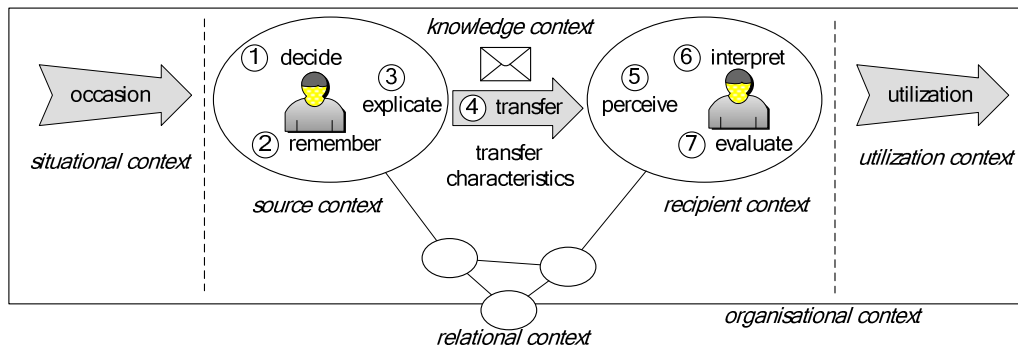 knowledge context
1 decide
3 explicate
2 remember
occasion
situational context
source context
4 transfer
transfer
characteristics
6 interpret
5 perceive
7 evaluate
recipient context
utilization
utilization context
relational context
organisational context